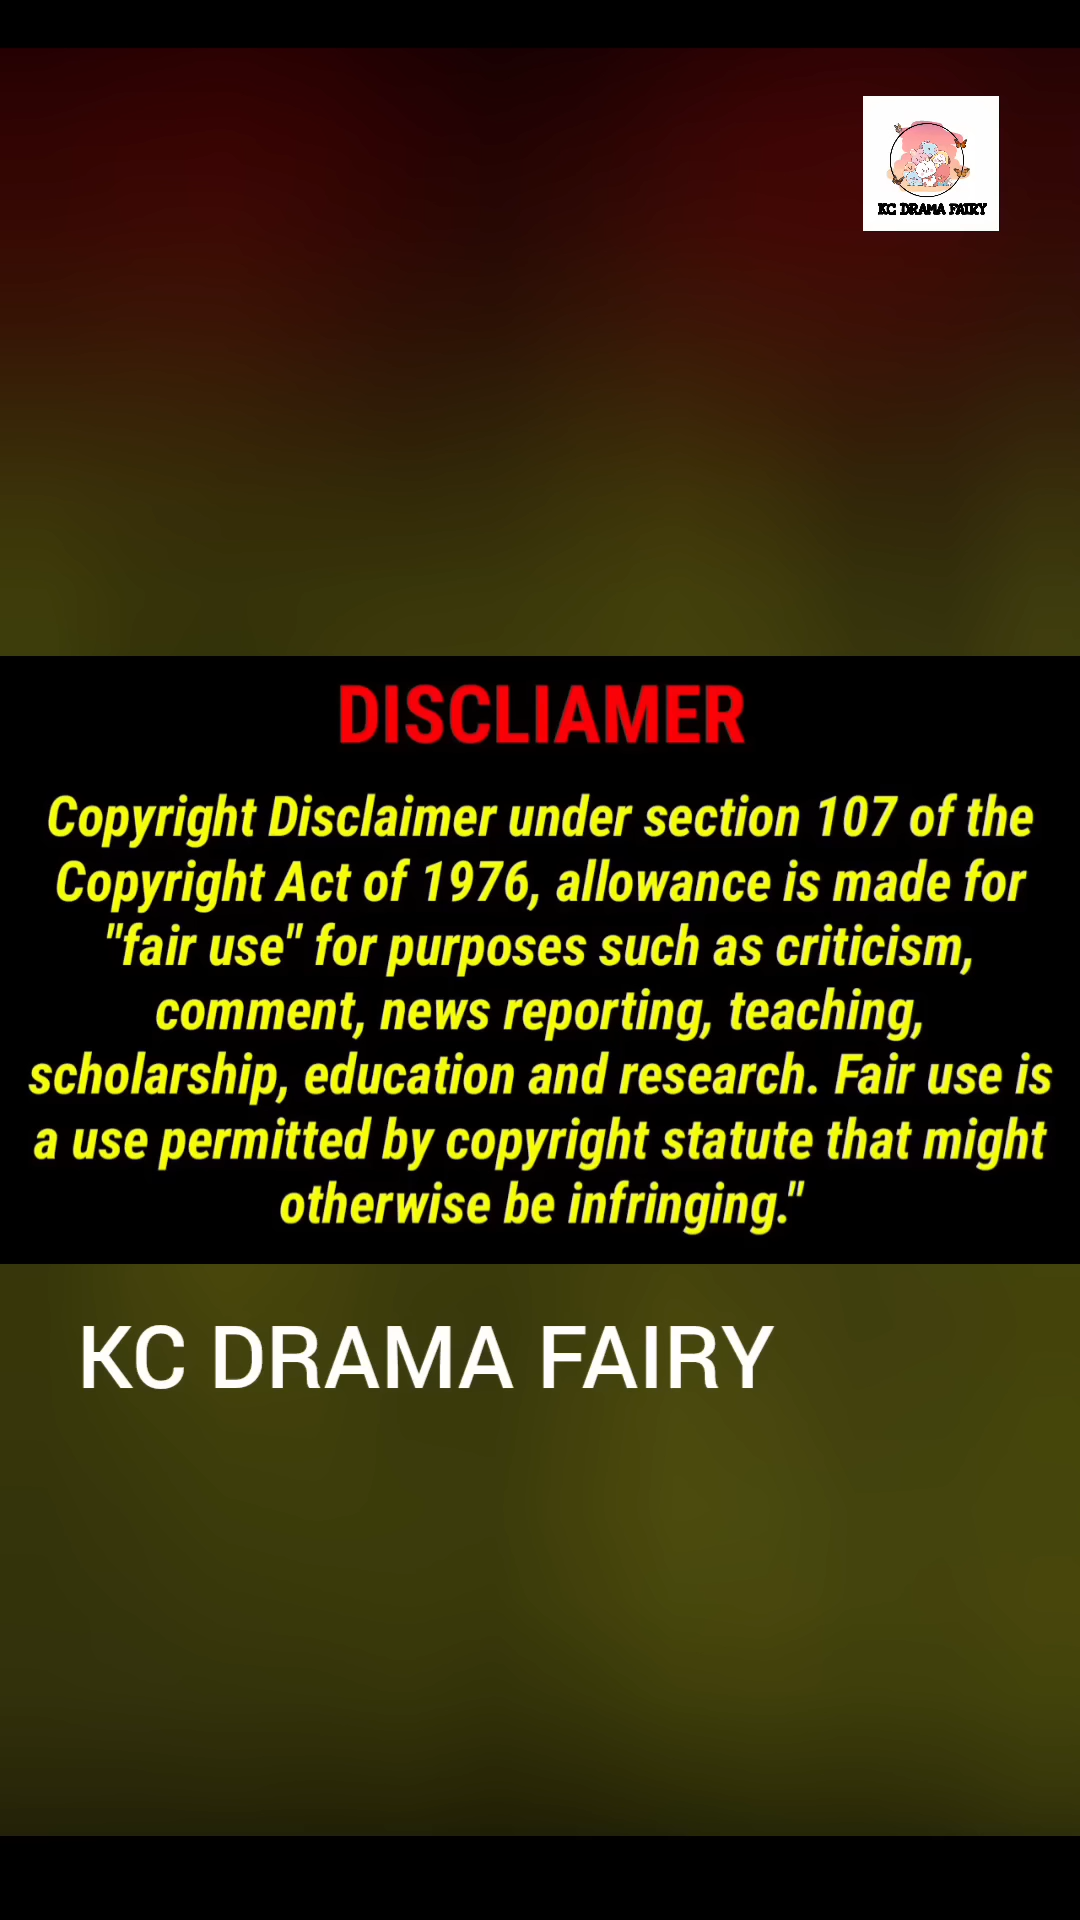 KC DRAMA FAIRY
DISCLIAMER
Copyright Disclaimer under section 107 of the
Copyright Act of 1976, allowance is made for
"fair use" for purposes such as criticism,
comment, news reporting, teaching,
scholarship, education and research. Fair use is
a use permitted by copyright statute that might
otherwise be infringing."
KC DRAMA FAIRY